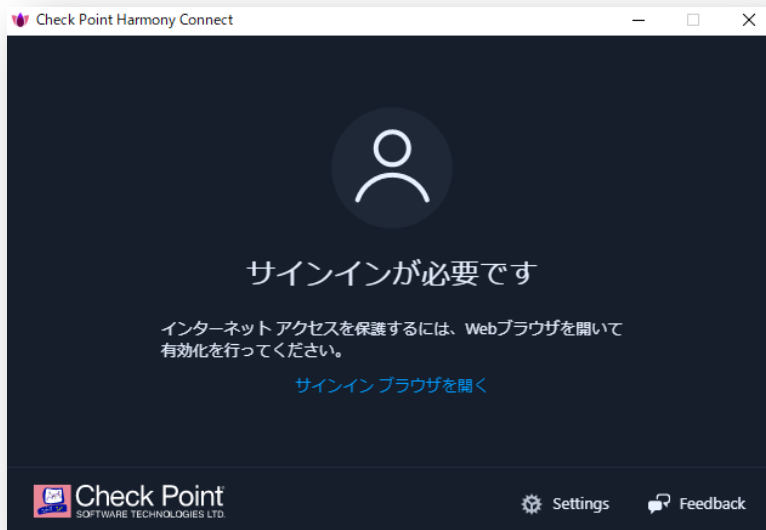 Check Point Harmony Connect
サインインが必要です
インターネット アクセスを保護するには、Webブラウザを開いて
有効化を行ってください。
サインイン ブラウザを開く
Check Point
SOFTWARE TECHNOLOGIES LTD.
Settings
Feedback